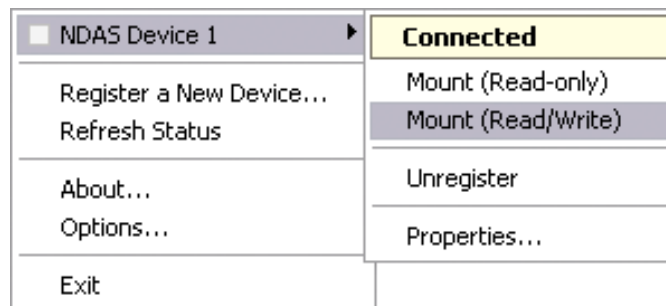 NDAS Device 1
Register a New Device...
Refresh Status
About...
Options...
Exit
Connected
Mount (Read-only)
Mount (Read/Write)
Unregister
Properties...